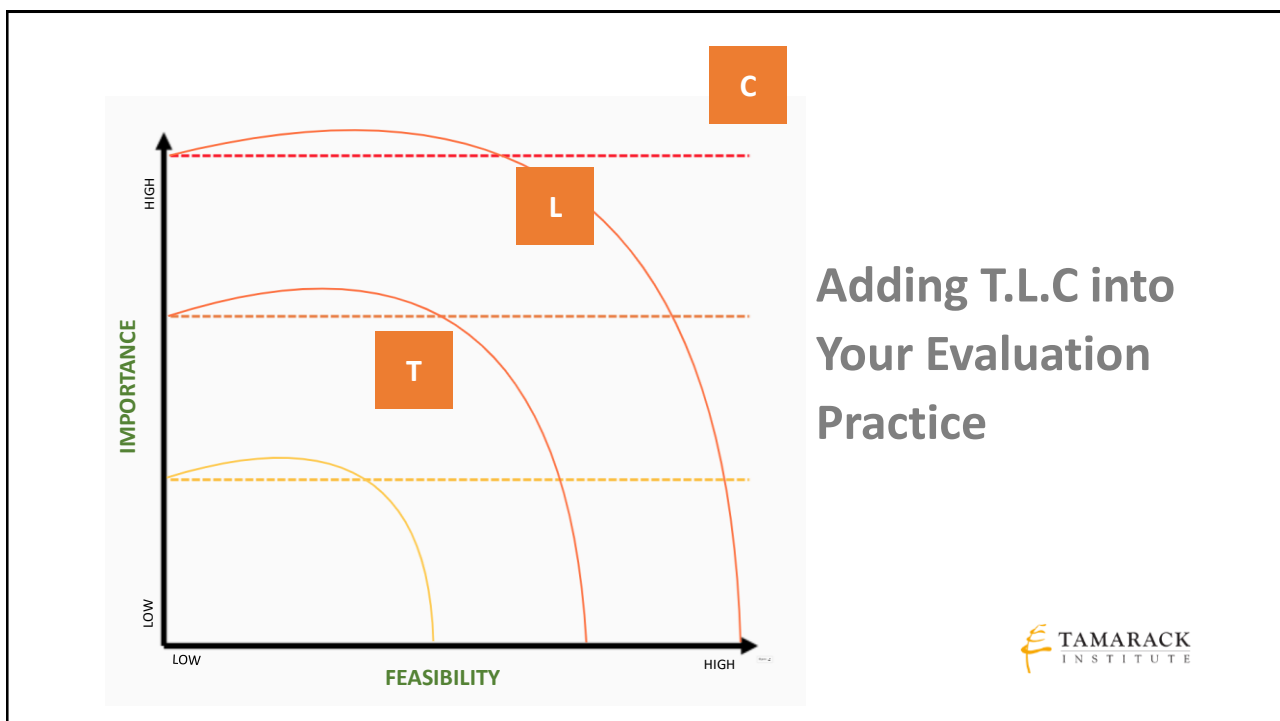 C
HIGH
L
Adding T.L.C into
Your Evaluation
Practice
IMPORTANCE
T
LOW
LOW
HIGH
FEASIBILITY
TAMARACK
INSTITUTE